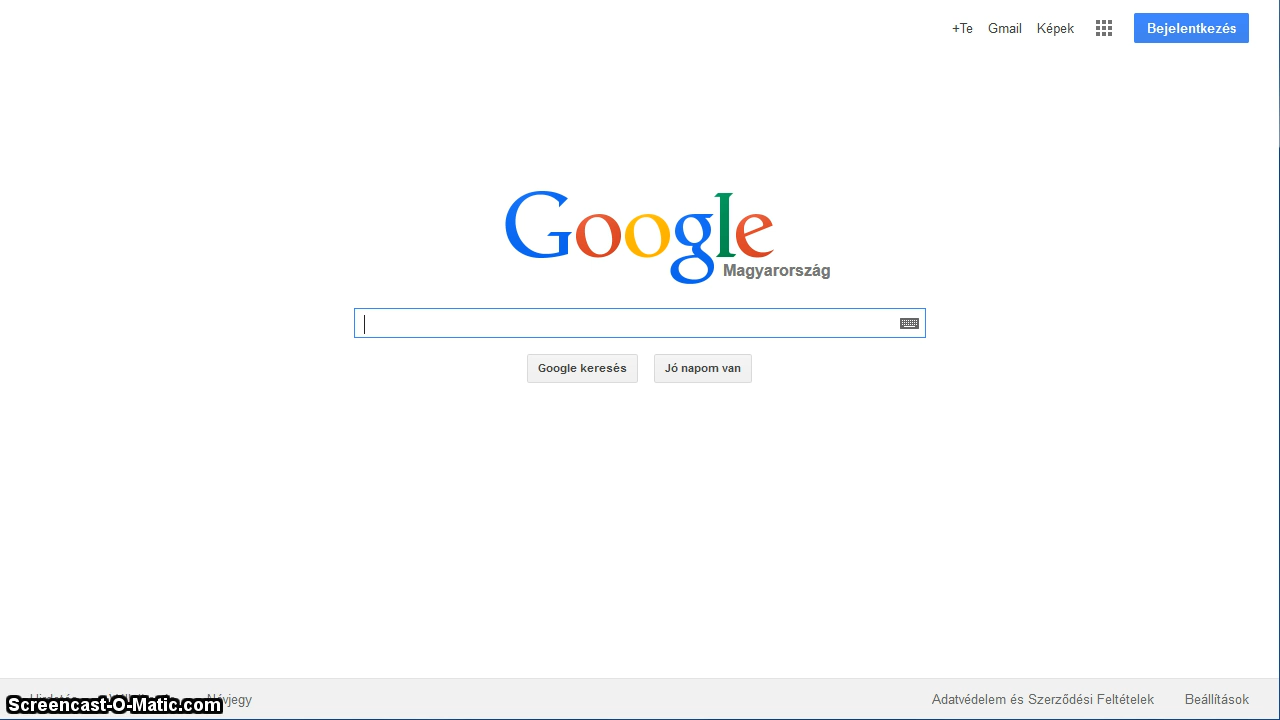 +Te Gmail Képek Bejelentkezés
Google
Magyarország
Google keresés Jó napom van
Screencast-O-Matic.com
Adatvédelem és Szerződési Feltételek Beállítások